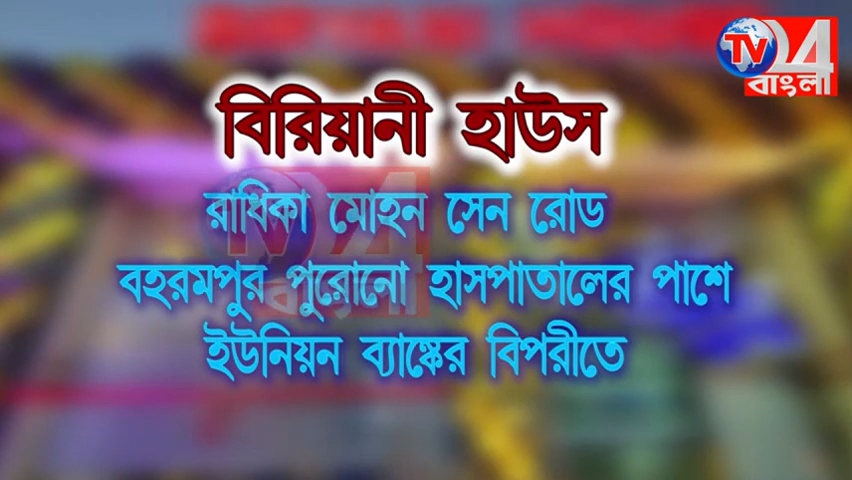 TV 24
বাংলা
বিরিয়ানী হাউস
রাধিকা মোহন সেন রোড
বহরমপুর পুরোনো হাসপাতালের পাশে
ইউনিয়ন ব্যাঙ্কের বিপরীতে